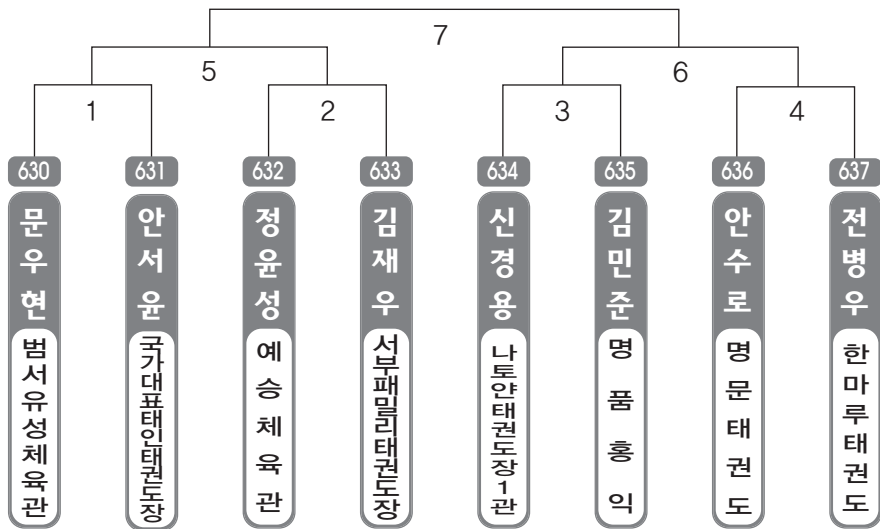 7
5
6
1
2
3
4
630
631
632
633
634
635
636
637
문우현
안서윤
정윤성
김재우
신경용
김민준
안수로
전병우
범서유성체육관
국가대표태인태권도장
예승체육관
서부패밀리태권도장
나토얀태권도장1관
명품홍익
명문태권도
한마루태권도